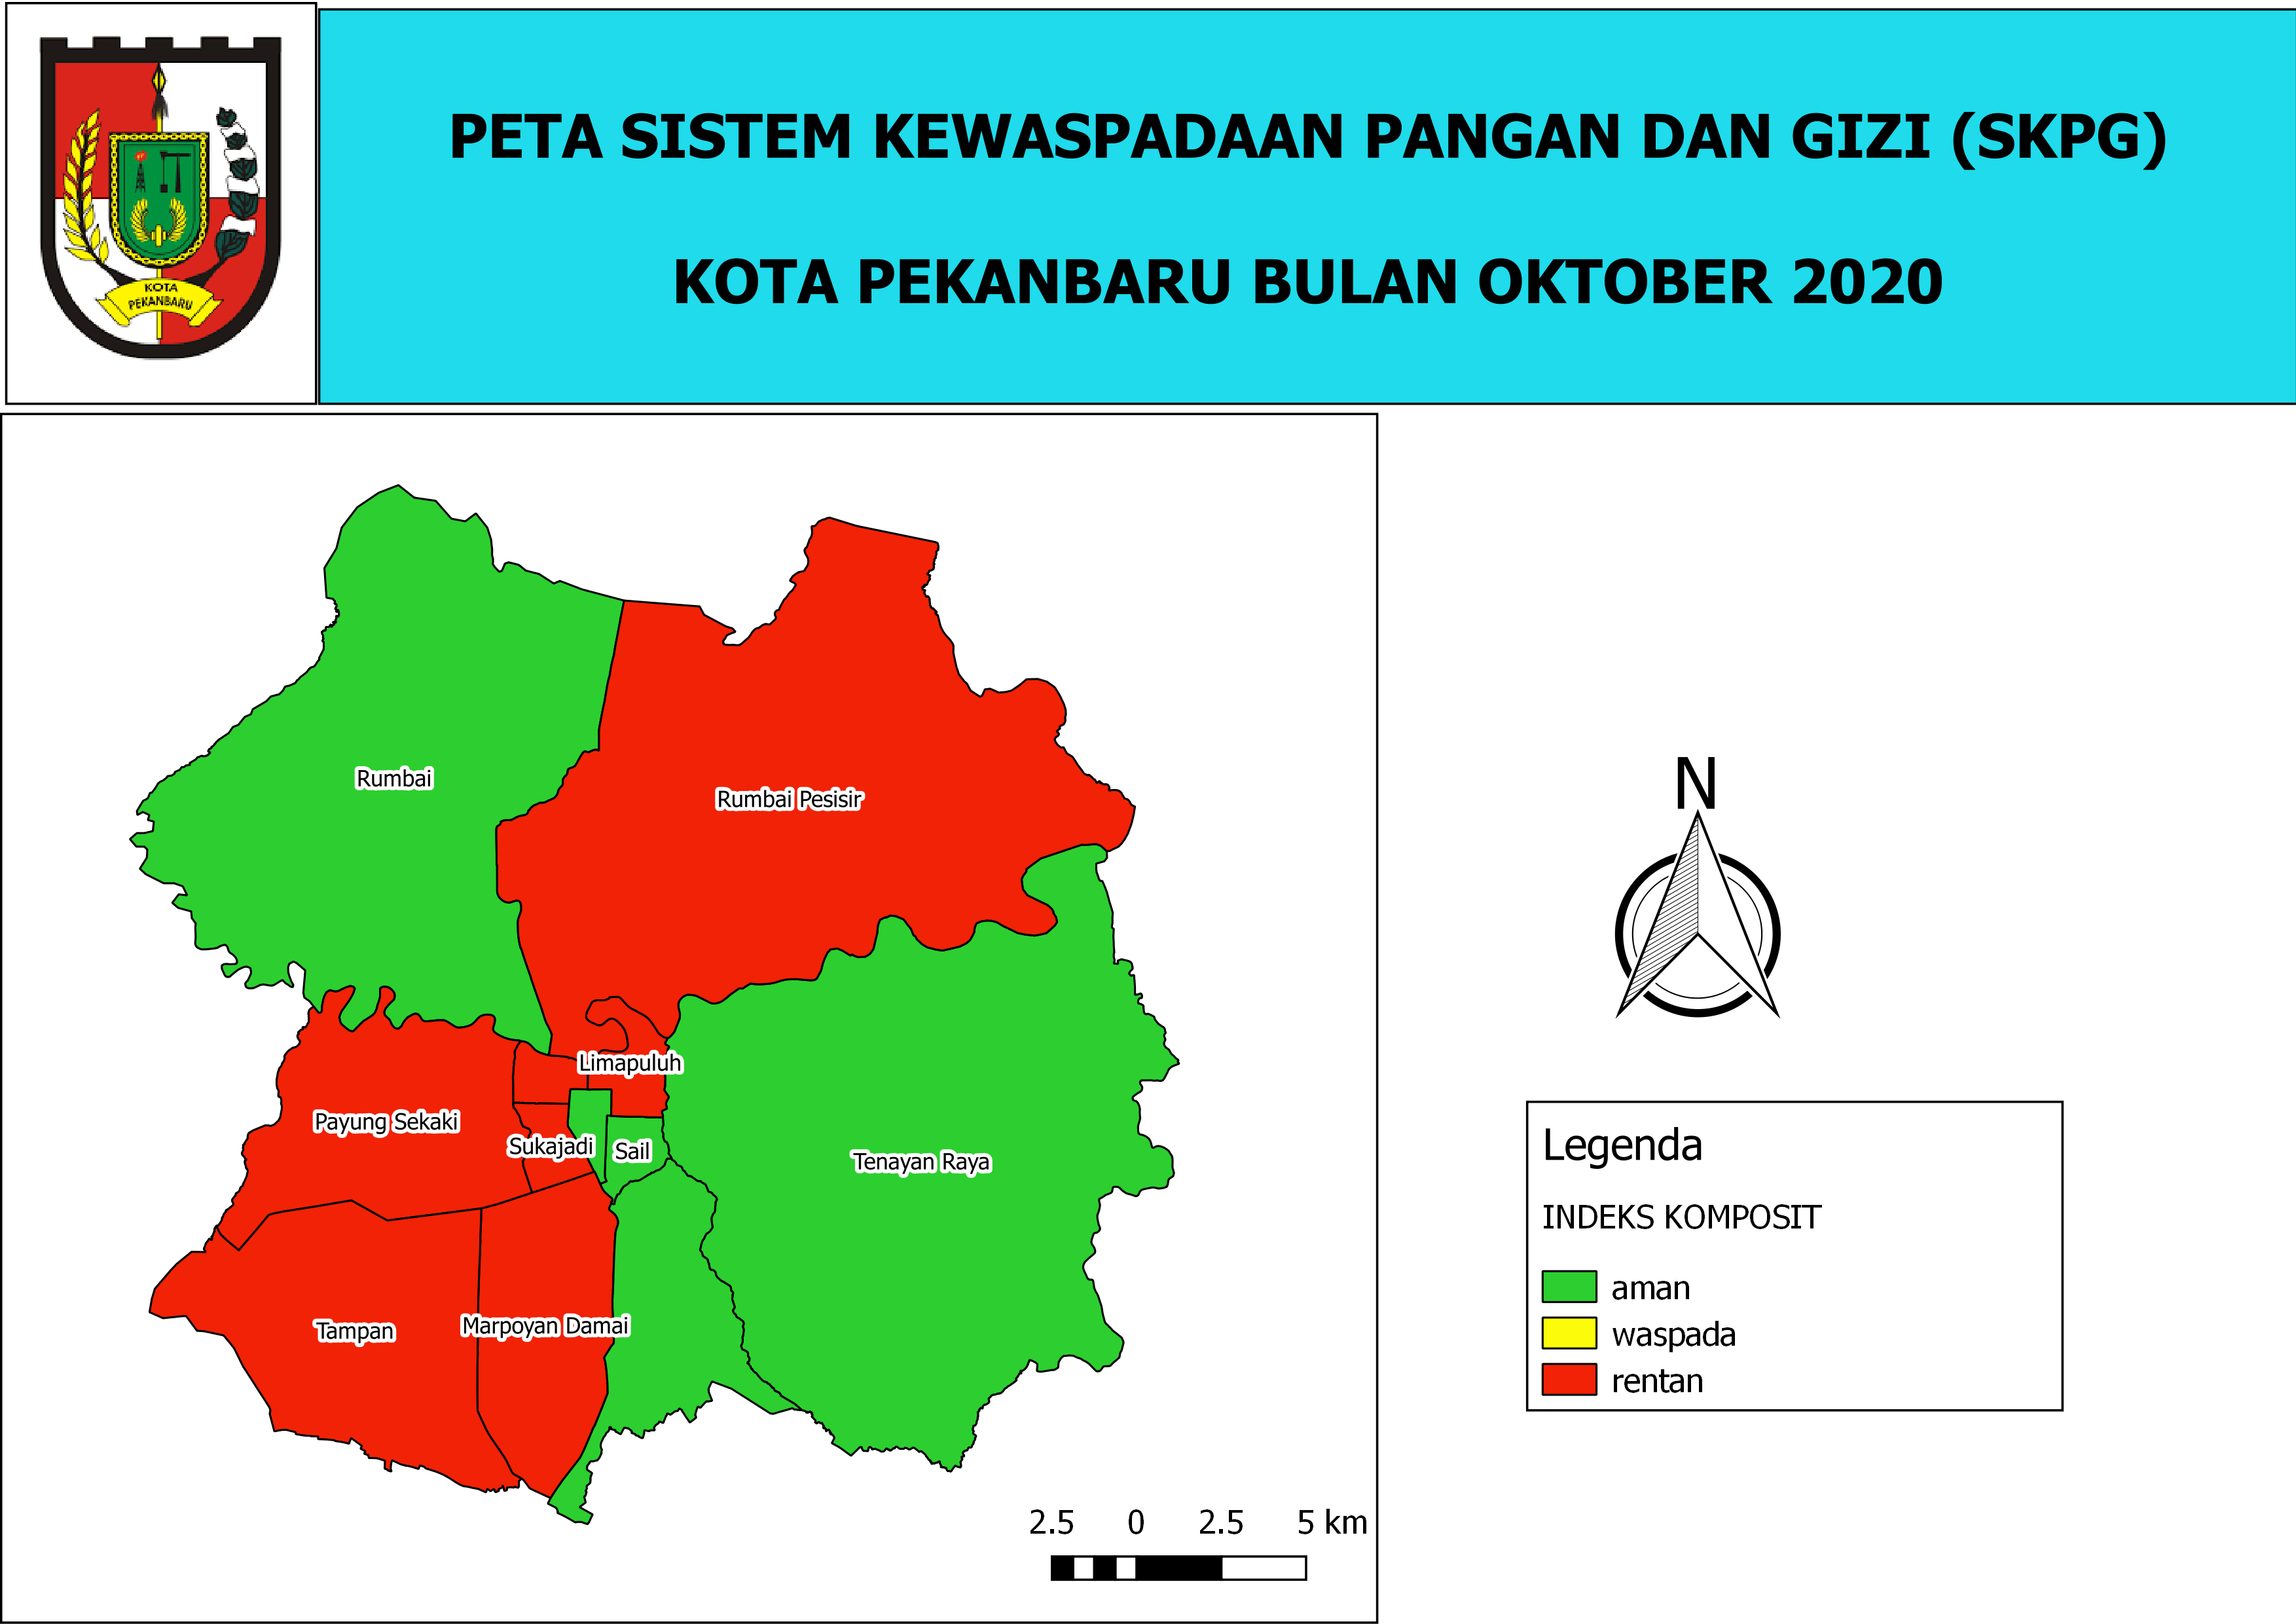 KOTA
PEKANBARU
PETA SISTEM KEWASPADAAN PANGAN DAN GIZI (SKPG)
KOTA PEKANBARU BULAN OKTOBER 2020
Rumbai
Rumbai Pesisir
Limapuluh
Payung Sekaki
Sukajadi
Sail
Tenayan Raya
Tampan
Marpoyan Damai
2.5 0 2.5 5 km
N
Legenda
INDEKS KOMPOSIT
aman
waspada
rentan